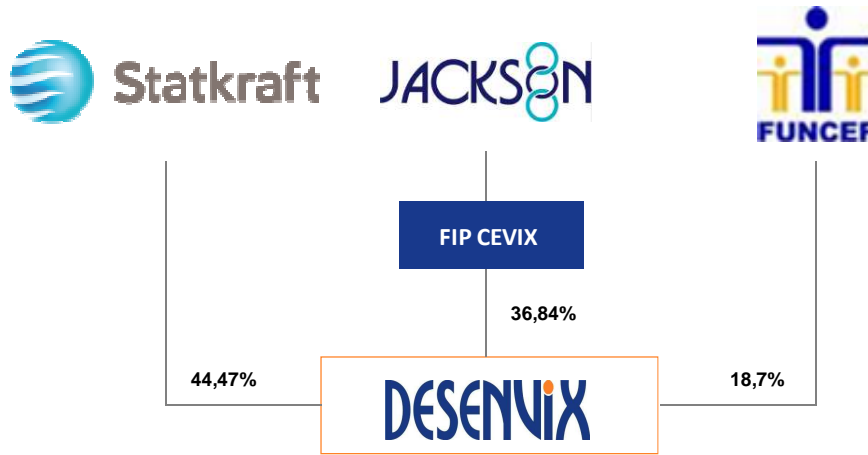 Statkraft
JACKSON
FUNCEF
FIP CEVIX
36,84%
44,47%
18,7%
DESENVIX